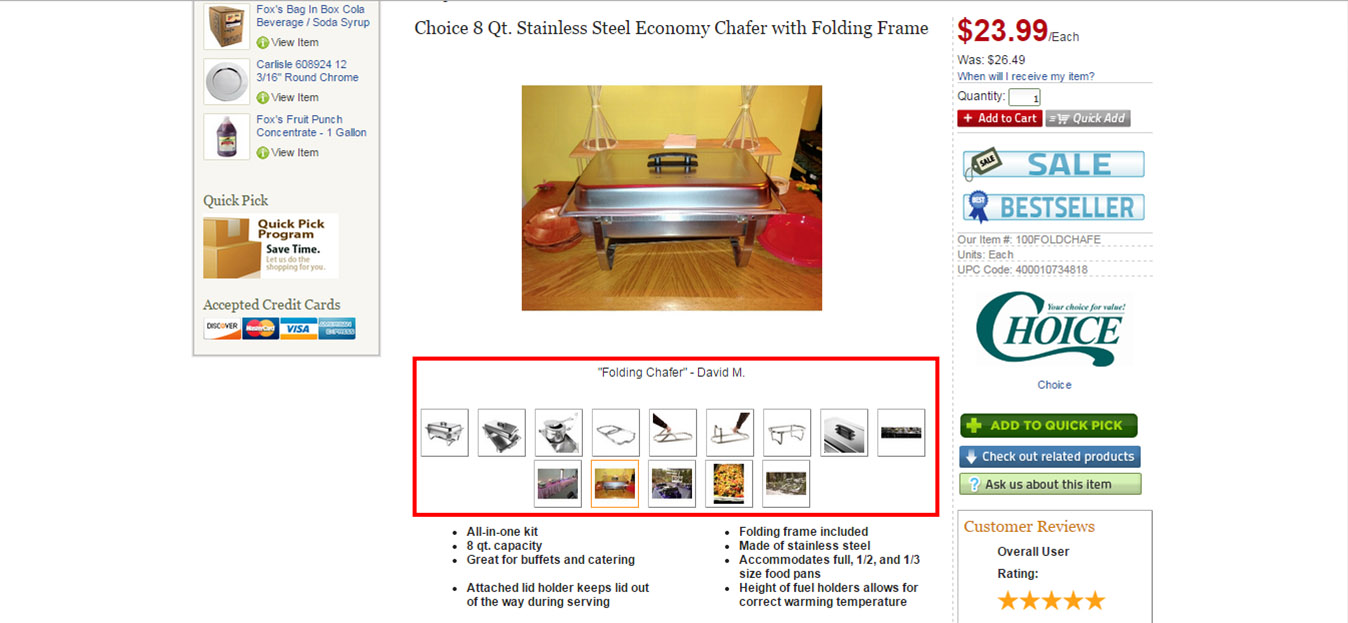 Fox's Bag In Box Cola
Beverage / Soda Syrup
View Item
Carlisle 608924 12
3/16" Round Chrome
View Item
Fox's Fruit Punch
Concentrate - 1 Gallon
View Item
Quick Pick
Quick Pick
Program
Save Time.
Let us do the
shopping for you.
Accepted Credit Cards
DISCOVER MasterCard VISA AMERICAN EXPRESS
Choice 8 Qt. Stainless Steel Economy Chafer with Folding Frame
"Folding Chafer" - David M.
All-in-one kit
8 qt. capacity
Great for buffets and catering
Attached lid holder keeps lid out
of the way during serving
Folding frame included
Made of stainless steel
Accommodates full, 1/2, and 1/3
size food pans
Height of fuel holders allows for
correct warming temperature
$23.99/Each
Was: $26.49
When will I receive my item?
Quantity: 1
+ Add to Cart Quick Add
SALE SALE
BEST BESTSELLER
Our Item #: 100FOLDCHAFE
Units: Each
UPC Code: 400010734818
Your choice for value!
CHOICE
Choice
ADD TO QUICK PICK
Check out related products
? Ask us about this item
Customer Reviews
Overall User
Rating: